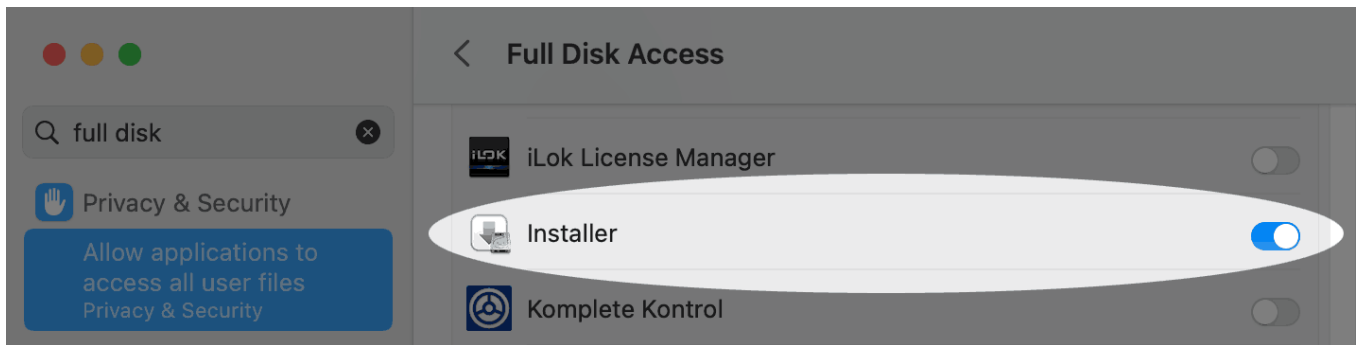 Full Disk Access
full disk
Privacy & Security
Allow applications to
access all user files
Privacy & Security
iLOK
iLok License Manager
Installer
Komplete Kontrol